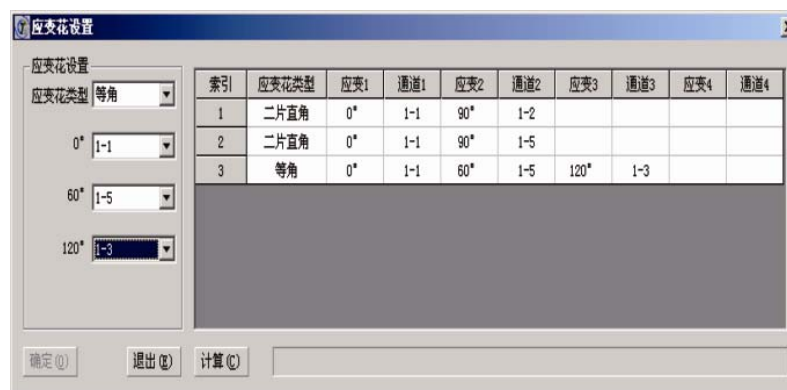 应变花设置
应变花设置
应变花类型 等角
0° 1-1
60° 1-5
120° 1-3
索引 应变花类型 应变1 通道1 应变2 通道2 应变3 通道3 应变4 通道4
1 二片直角 0° 1-1 90° 1-2
2 二片直角 0° 1-1 90° 1-5
3 等角 0° 1-1 60° 1-5 120° 1-3
确定(O) 退出(E) 计算(C)